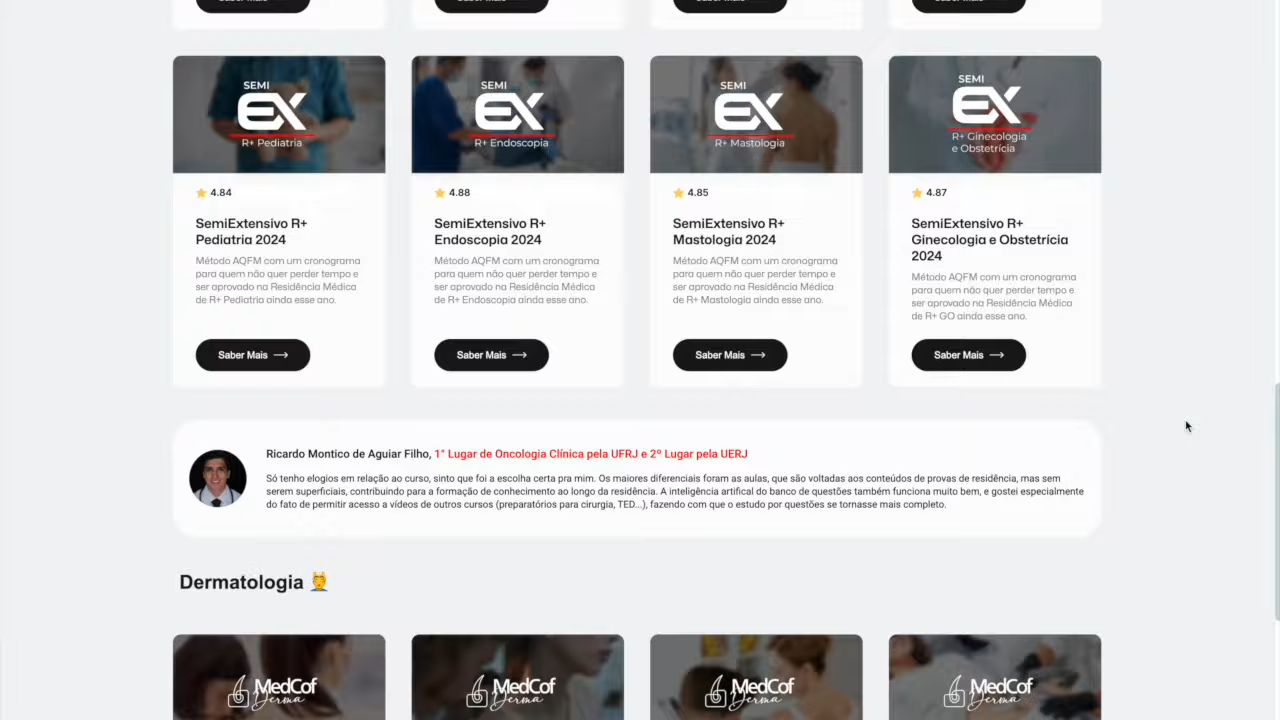 SEMI
EX
R+ Pediatria
SEMI
EX
R+ Endoscopia
SEMI
EX
R+ Mastologia
SEMI
EX
R+ Ginecologia
e Obstetrícia
4.84
4.88
4.85
4.87
SemiExtensivo R+
Pediatria 2024
Método AQFM com um cronograma
para quem não quer perder tempo e
ser aprovado na Residência Médica
de R+ Pediatria ainda esse ano.
SemiExtensivo R+
Endoscopia 2024
Método AQFM com um cronograma
para quem não quer perder tempo e
ser aprovado na Residência Médica
de R+ Endoscopia ainda esse ano.
SemiExtensivo R+
Mastologia 2024
Método AQFM com um cronograma
para quem não quer perder tempo e
ser aprovado na Residência Médica
de R+ Mastologia ainda esse ano.
SemiExtensivo R+
Ginecologia e Obstetrícia
2024
Método AQFM com um cronograma
para quem não quer perder tempo e
ser aprovado na Residência Médica
de R+ GO ainda esse ano.
Saber Mais
Saber Mais
Saber Mais
Saber Mais
Ricardo Montico de Aguiar Filho, 1° Lugar de Oncologia Clínica pela UFRJ e 2º Lugar pela UERJ
Só tenho elogios em relação ao curso, sinto que foi a escolha certa pra mim. Os maiores diferenciais foram as aulas, que são voltadas aos conteúdos de provas de residência, mas sem
serem superficiais, contribuindo para a formação de conhecimento ao longo da residência. A inteligência artifical do banco de questões também funciona muito bem, e gostei especialmente
do fato de permitir acesso a vídeos de outros cursos (preparatórios para cirurgia, TED...), fazendo com que o estudo por questões se tornasse mais completo.
Dermatologia
MedCof
Derma
MedCof
Derma
MedCof
Derma
MedCof
Derma